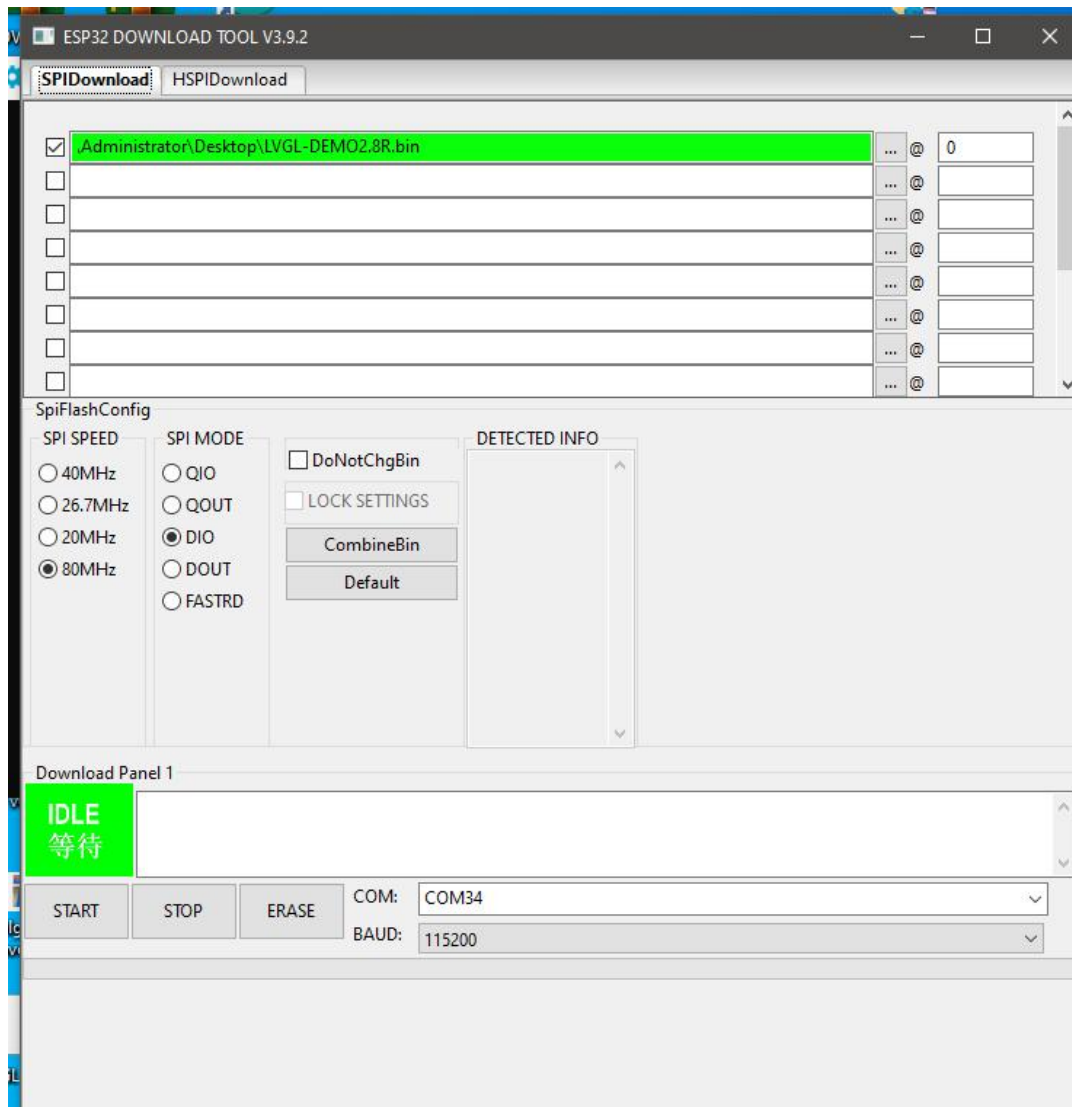 ESP32 DOWNLOAD TOOL V3.9.2
SPIDownload HSPIDownload
.Administrator\Desktop\LVGL-DEMO2.8R.bin ... @ 0
... @
... @
... @
... @
... @
... @
... @
SpiFlashConfig
SPI SPEED SPI MODE DETECTED INFO
40MHz QIO DoNotChgBin
26.7MHz QOUT LOCK SETTINGS
20MHz DIO CombineBin
80MHz DOUT Default
FASTRD
Download Panel 1
IDLE
等待
START STOP ERASE COM: COM34
BAUD: 115200